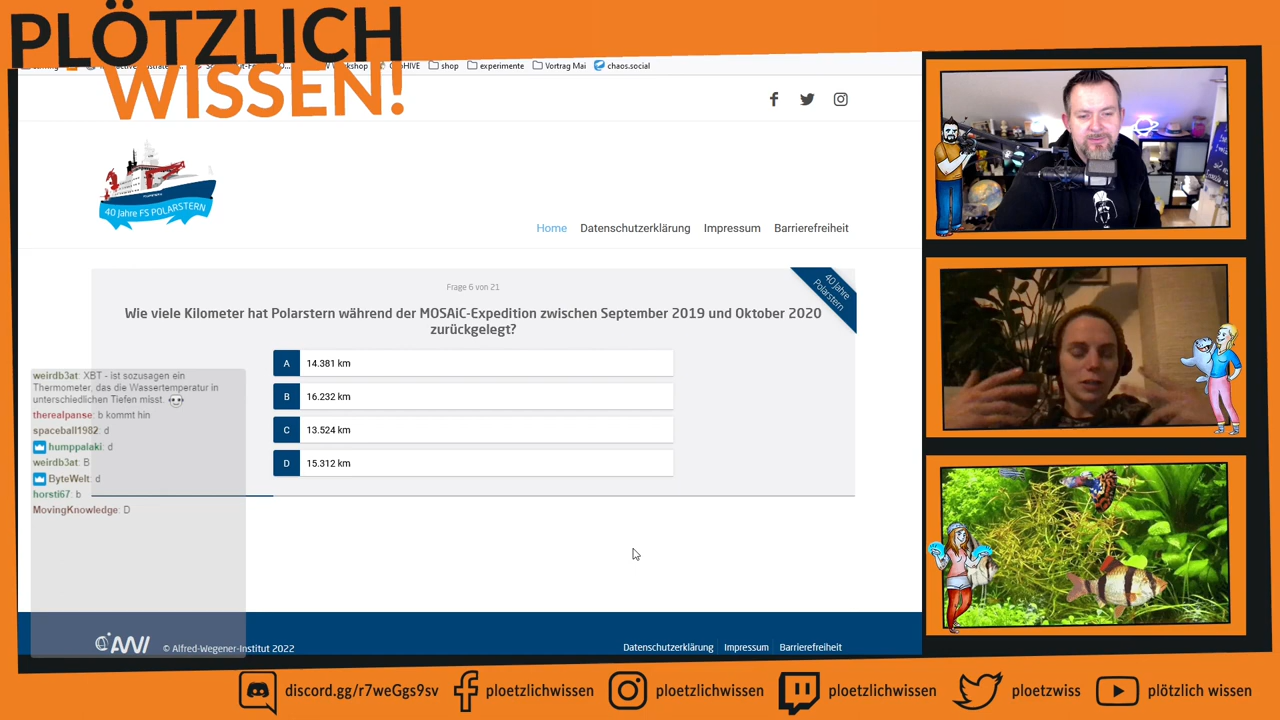 PLÖTZLICH
WISSEN!
shop
experimente
Vortrag Mai
chaos.social
40 Jahre FS POLARSTERN
Home
Datenschutzerklärung
Impressum
Barrierefreiheit
Frage 6 von 21
40 Jahre
Polarstern
Wie viele Kilometer hat Polarstern während der MOSAiC-Expedition zwischen September 2019 und Oktober 2020
zurückgelegt?
A 14.381 km
B 16.232 km
C 13.524 km
D 15.312 km
weirdb3at: XBT - ist sozusagen ein
Thermometer, das die Wassertemperatur in
unterschiedlichen Tiefen misst.
therealpanse: b kommt hin
spaceball1982: d
humppalaki: d
weirdb3at: B
ByteWelt: d
horsti67: b
MovingKnowledge: D
AWI
© Alfred-Wegener-Institut 2022
Datenschutzerklärung
Impressum
Barrierefreiheit
discord.gg/r7weGgs9sv
ploetzlichwissen
ploetzlichwissen
ploetzlichwissen
ploetzwiss
plötzlich wissen